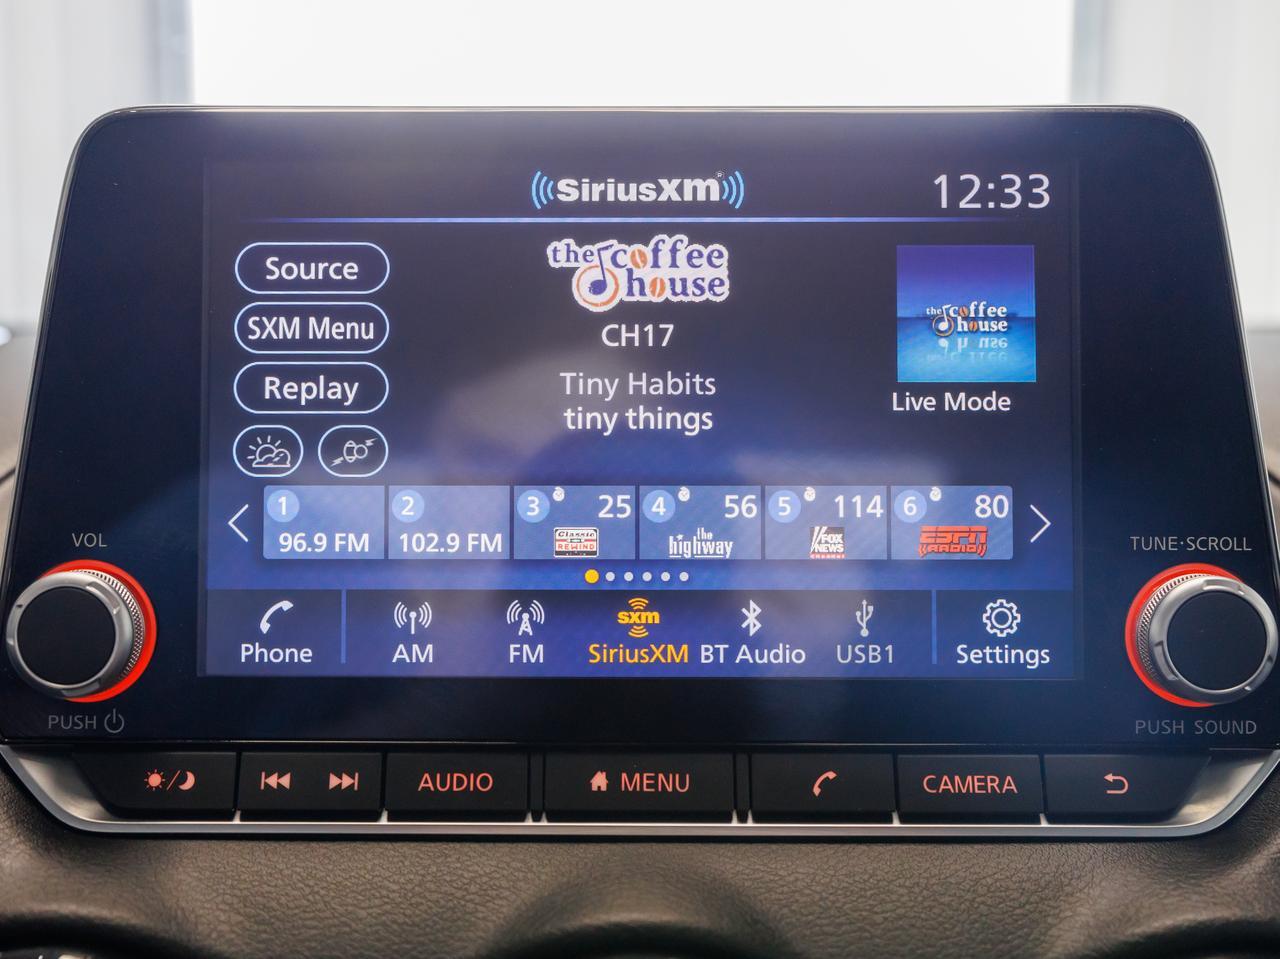 SiriusXM
12:33
Source
SXM Menu
Replay
the coffee
house
CH17
Tiny Habits
tiny things
the coffee
house
Live Mode
1
96.9 FM
2
102.9 FM
3 25
Classic
REWIND
4 56
the
highway
5 114
FOX
NEWS
channel
6 80
ESPN
RADIO
Phone
AM
FM
sxm
SiriusXM
BT Audio
USB1
Settings
VOL
PUSH
TUNE·SCROLL
PUSH SOUND
AUDIO
MENU
CAMERA